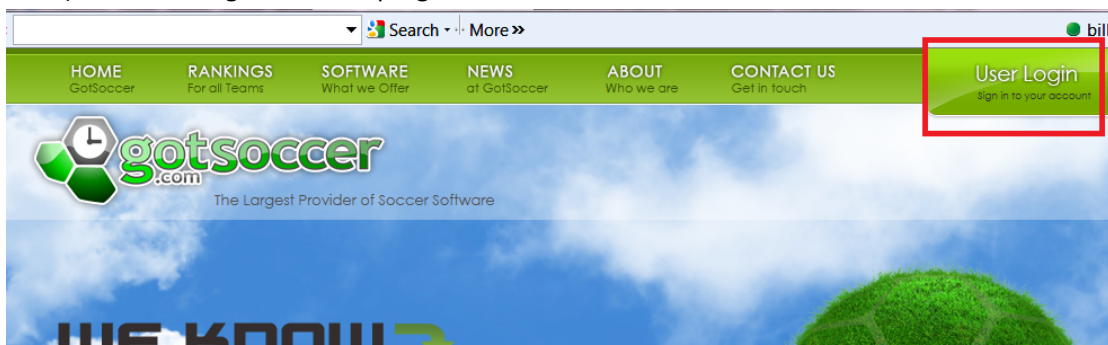 Search More »
bill
HOME RANKINGS SOFTWARE NEWS ABOUT CONTACT US User Login
GotSoccer For all Teams What we Offer at GotSoccer Who we are Get in touch Sign in to your account
gotsoccer
.com
The Largest Provider of Soccer Software
WE KNOW